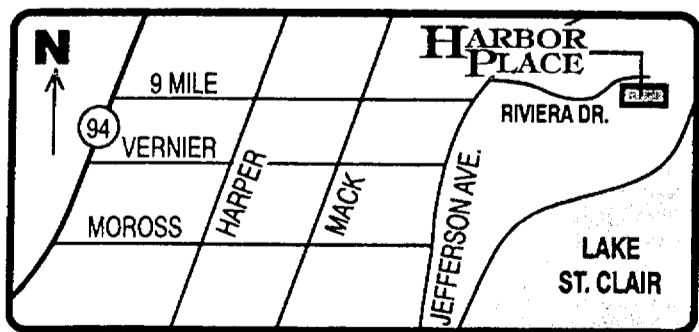 N
HARBOR
PLACE
9 MILE
RIVIERA DR.
94
VERNIER
HARPER
MACK
JEFFERSON AVE.
MOROSS
LAKE
ST. CLAIR